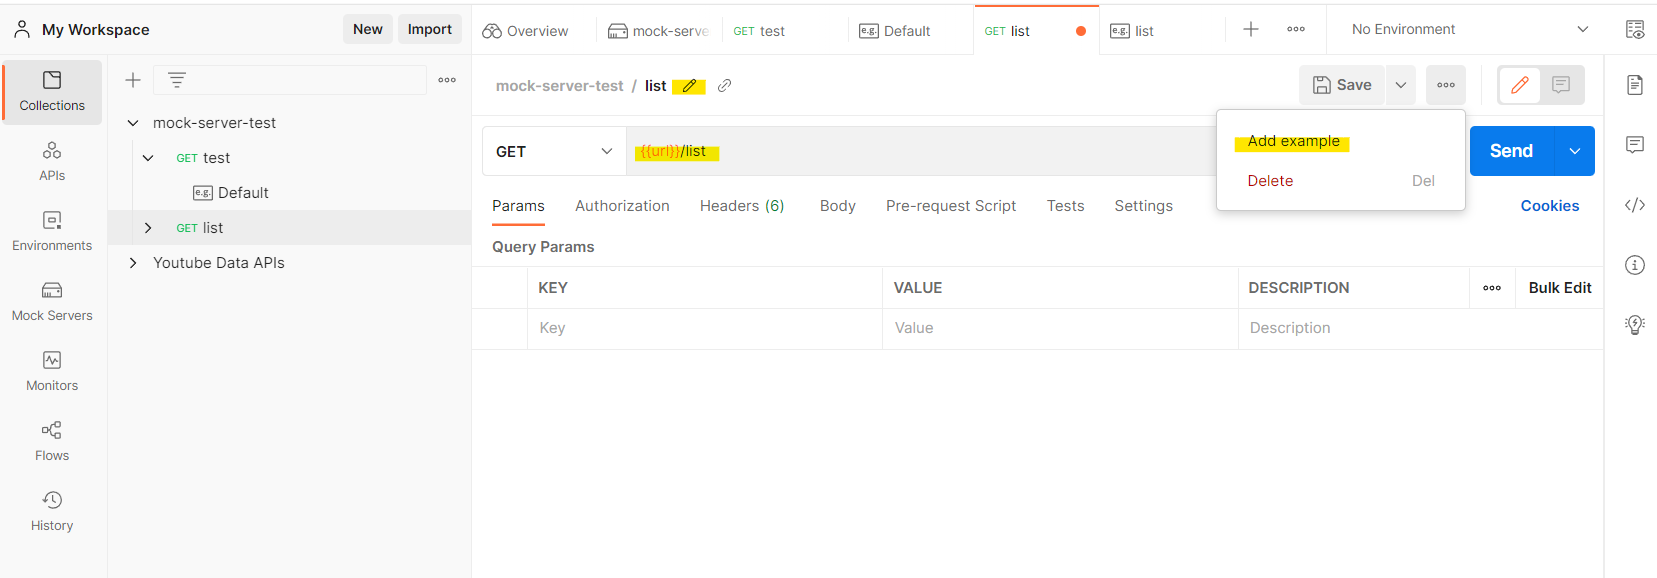 My Workspace New Import
Overview mock-serve GET test e.g. Default GET list e.g. list No Environment
Collections
APIs
Environments
Mock Servers
Monitors
Flows
History
mock-server-test
GET test
e.g. Default
GET list
Youtube Data APIs
mock-server-test / list Save
GET {{url}}/list Send
Add example
Delete Del
Params Authorization Headers (6) Body Pre-request Script Tests Settings Cookies
Query Params
KEY VALUE DESCRIPTION Bulk Edit
Key Value Description